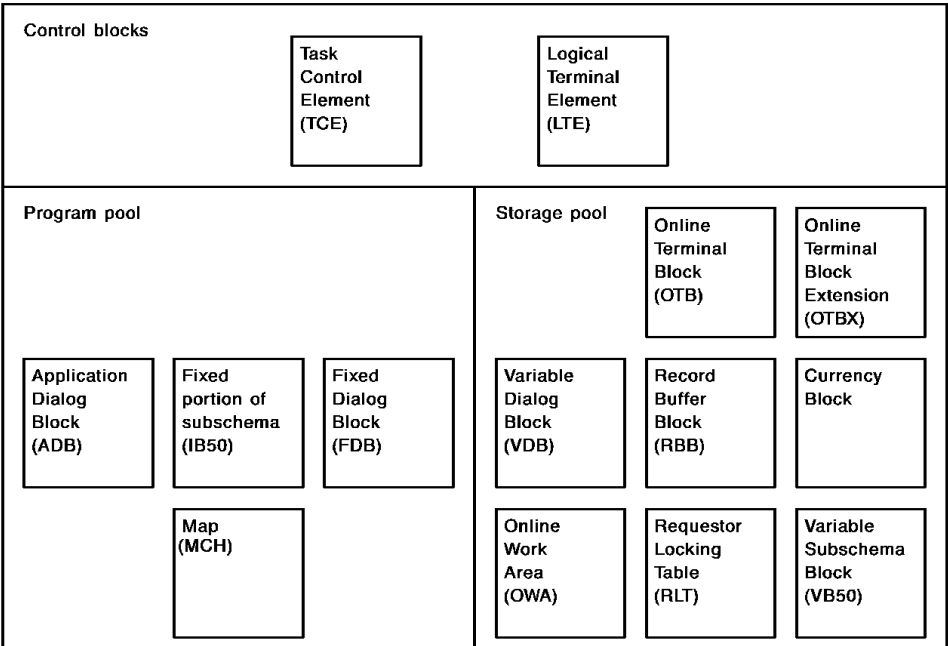 Control blocks
Task
Control
Element
(TCE)
Logical
Terminal
Element
(LTE)
Program pool
Application
Dialog
Block
(ADB)
Fixed
portion of
subschema
(IB50)
Fixed
Dialog
Block
(FDB)
Map
(MCH)
Storage pool
Online
Terminal
Block
(OTB)
Online
Terminal
Block
Extension
(OTBX)
Variable
Dialog
Block
(VDB)
Record
Buffer
Block
(RBB)
Currency
Block
Online
Work
Area
(OWA)
Requestor
Locking
Table
(RLT)
Variable
Subschema
Block
(VB50)